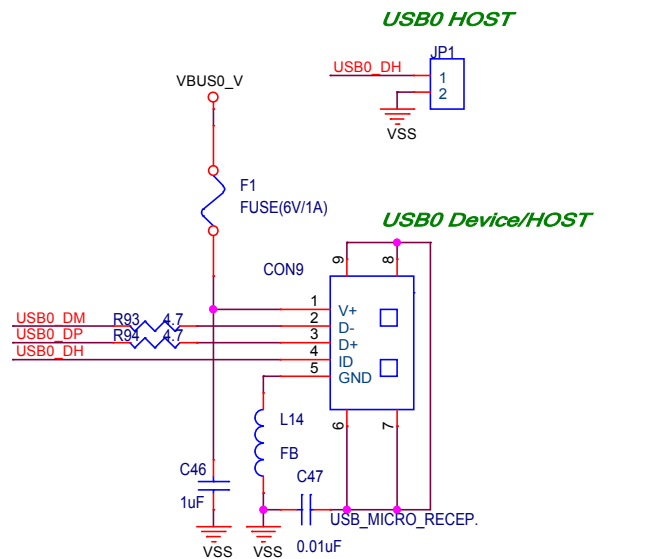 USB0 HOST
JP1
USB0_DH
1
2
VSS
VBUS0_V
F1
FUSE(6V/1A)
USB0 Device/HOST
CON9
9
8
1
V+
USB0_DM
R93
4.7
2
D-
USB0_DP
R94
4.7
3
D+
USB0_DH
4
ID
5
GND
6
7
L14
FB
C46
1uF
C47
USB_MICRO_RECEP.
0.01uF
VSS
VSS